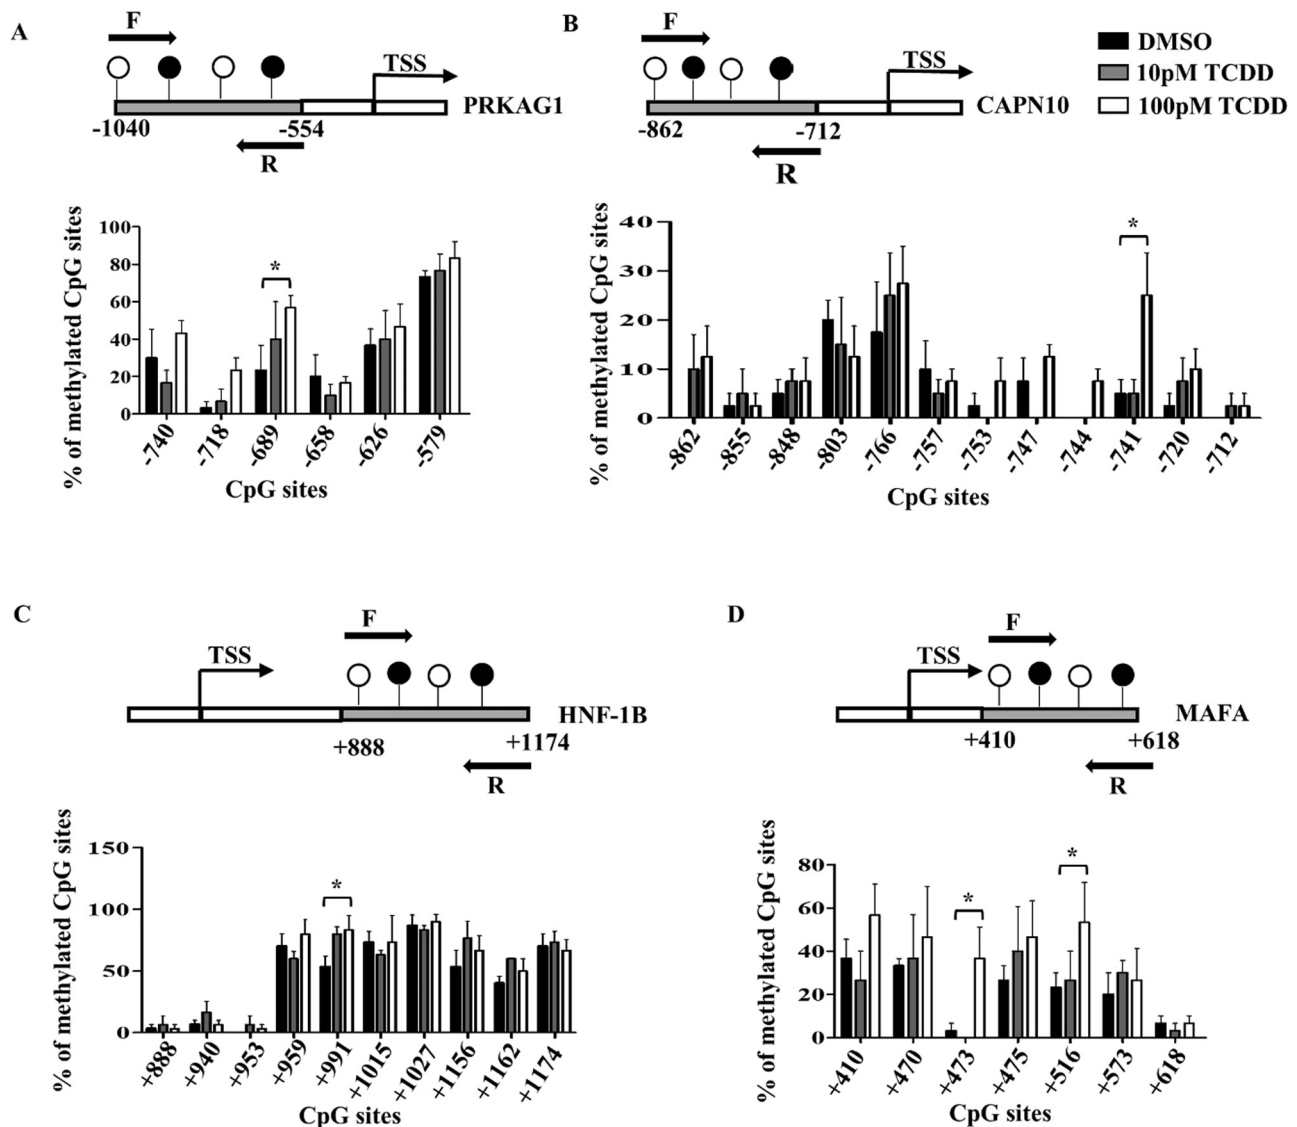 A
F
TSS
PRKAG1
-1040
-554
R
% of methylated CpG sites
100
80
60
40
20
0
*
-740
-718
-689
-658
-626
-579
CpG sites
B
F
TSS
CAPN10
-862
-712
R
DMSO
10pM TCDD
100pM TCDD
% of methylated CpG sites
40
30
20
10
0
*
-862
-855
-848
-803
-766
-757
-753
-747
-744
-741
-720
-712
CpG sites
C
F
TSS
HNF-1B
+888
+1174
R
% of methylated CpG sites
150
100
50
0
*
+888
+940
+953
+959
+991
+1015
+1027
+1156
+1162
+1174
CpG sites
D
F
TSS
MAFA
+410
+618
R
% of methylated CpG sites
80
60
40
20
0
*
*
+410
+470
+473
+475
+516
+573
+618
CpG sites